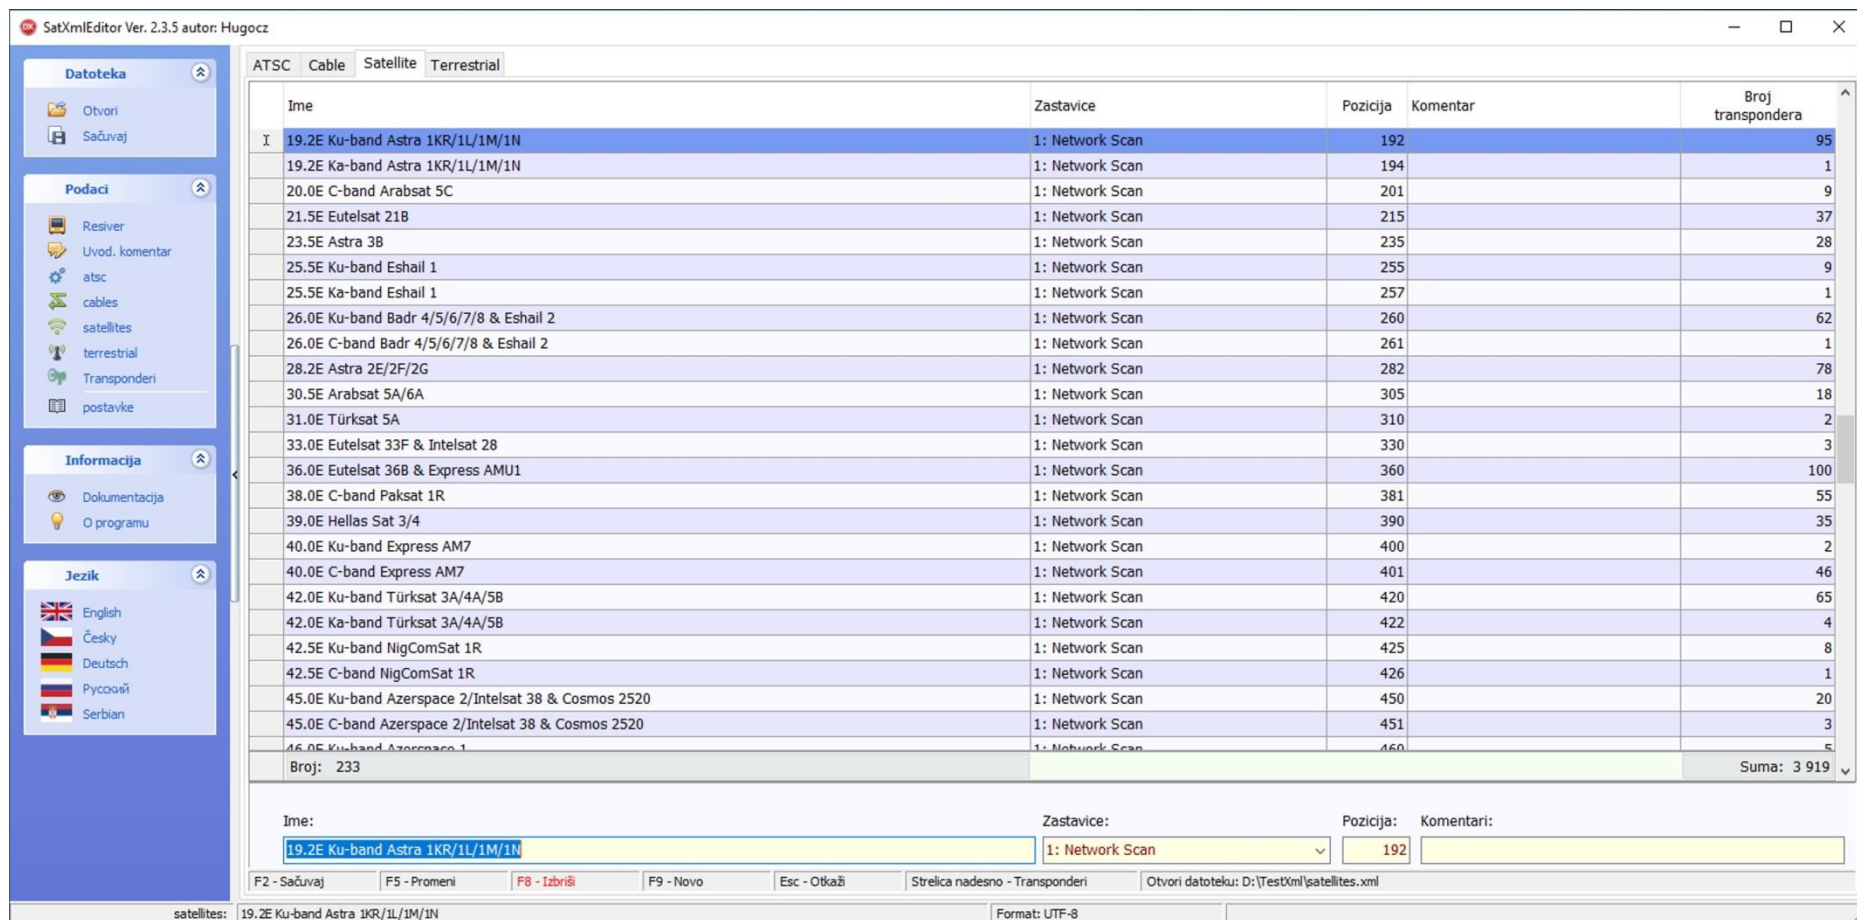 SatXmlEditor Ver. 2.3.5 autor: Hugocz
Datoteka
Otvori
Sačuvaj
Podaci
Resiver
Uvod. komentar
atsc
cables
satellites
terrestrial
Transponderi
postavke
Informacija
Dokumentacija
O programu
Jezik
English
Česky
Deutsch
Русский
Serbian
ATSC Cable Satellite Terrestrial
Ime Zastavice Pozicija Komentar Broj transpondera
19.2E Ku-band Astra 1KR/1L/1M/1N 1: Network Scan 192 95
19.2E Ka-band Astra 1KR/1L/1M/1N 1: Network Scan 194 1
20.0E C-band Arabsat 5C 1: Network Scan 201 9
21.5E Eutelsat 21B 1: Network Scan 215 37
23.5E Astra 3B 1: Network Scan 235 28
25.5E Ku-band Eshail 1 1: Network Scan 255 9
25.5E Ka-band Eshail 1 1: Network Scan 257 1
26.0E Ku-band Badr 4/5/6/7/8 & Eshail 2 1: Network Scan 260 62
26.0E C-band Badr 4/5/6/7/8 & Eshail 2 1: Network Scan 261 1
28.2E Astra 2E/2F/2G 1: Network Scan 282 78
30.5E Arabsat 5A/6A 1: Network Scan 305 18
31.0E Türksat 5A 1: Network Scan 310 2
33.0E Eutelsat 33F & Intelsat 28 1: Network Scan 330 3
36.0E Eutelsat 36B & Express AMU1 1: Network Scan 360 100
38.0E C-band Paksat 1R 1: Network Scan 381 55
39.0E Hellas Sat 3/4 1: Network Scan 390 35
40.0E Ku-band Express AM7 1: Network Scan 400 2
40.0E C-band Express AM7 1: Network Scan 401 46
42.0E Ku-band Türksat 3A/4A/5B 1: Network Scan 420 65
42.0E Ka-band Türksat 3A/4A/5B 1: Network Scan 422 4
42.5E Ku-band NigComSat 1R 1: Network Scan 425 8
42.5E C-band NigComSat 1R 1: Network Scan 426 1
45.0E Ku-band Azerspace 2/Intelsat 38 & Cosmos 2520 1: Network Scan 450 20
45.0E C-band Azerspace 2/Intelsat 38 & Cosmos 2520 1: Network Scan 451 3
46.0E Ku-band Azerspace 1 1: Network Scan 460 5
Broj: 233 Suma: 3 919
Ime: Zastavice: Pozicija: Komentari:
19.2E Ku-band Astra 1KR/1L/1M/1N 1: Network Scan 192
F2 - Sačuvaj F5 - Promeni F8 - Izbriši F9 - Novo Esc - Otkaži Strelica nadesno - Transponderi Otvori datoteku: D:\TestXml\satellites.xml
satellites: 19.2E Ku-band Astra 1KR/1L/1M/1N Format: UTF-8